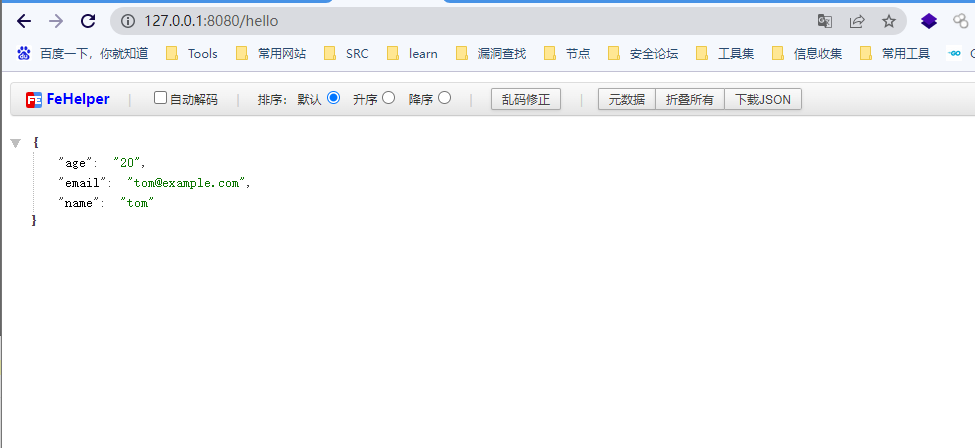 127.0.0.1:8080/hello
百度一下，你就知道 Tools 常用网站 SRC learn 漏洞查找 节点 安全论坛 工具集 信息收集 常用工具
FeHelper | 自动解码 | 排序： 默认 升序 降序 | 乱码修正 | 元数据 折叠所有 下载JSON
{
"age": "20",
"email": "tom@example.com",
"name": "tom"
}